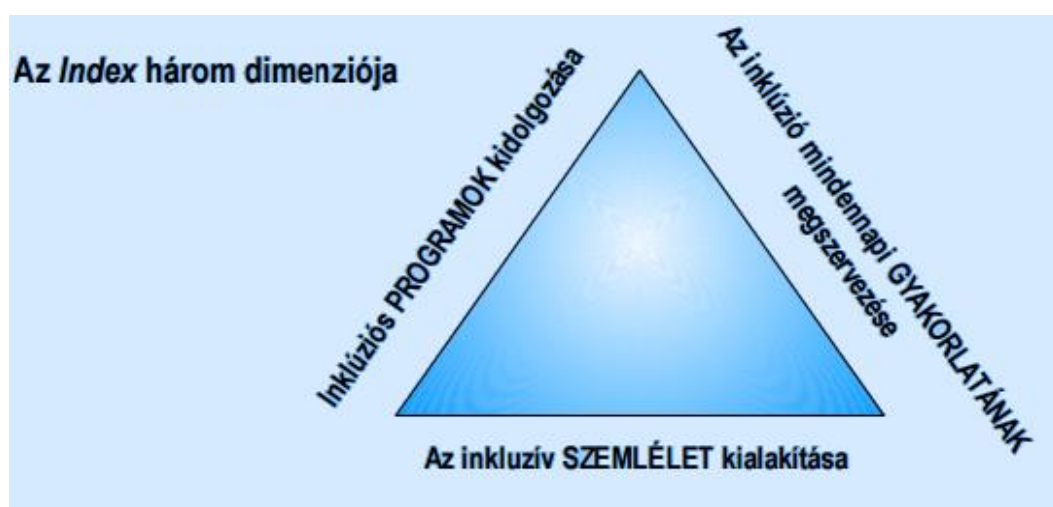 Az Index három dimenziója
Inklúziós PROGRAMOK kidolgozása
Az inklúzió mindennapi GYAKORLATÁNAK
megszervezése
Az inkluzív SZEMLÉLET kialakítása